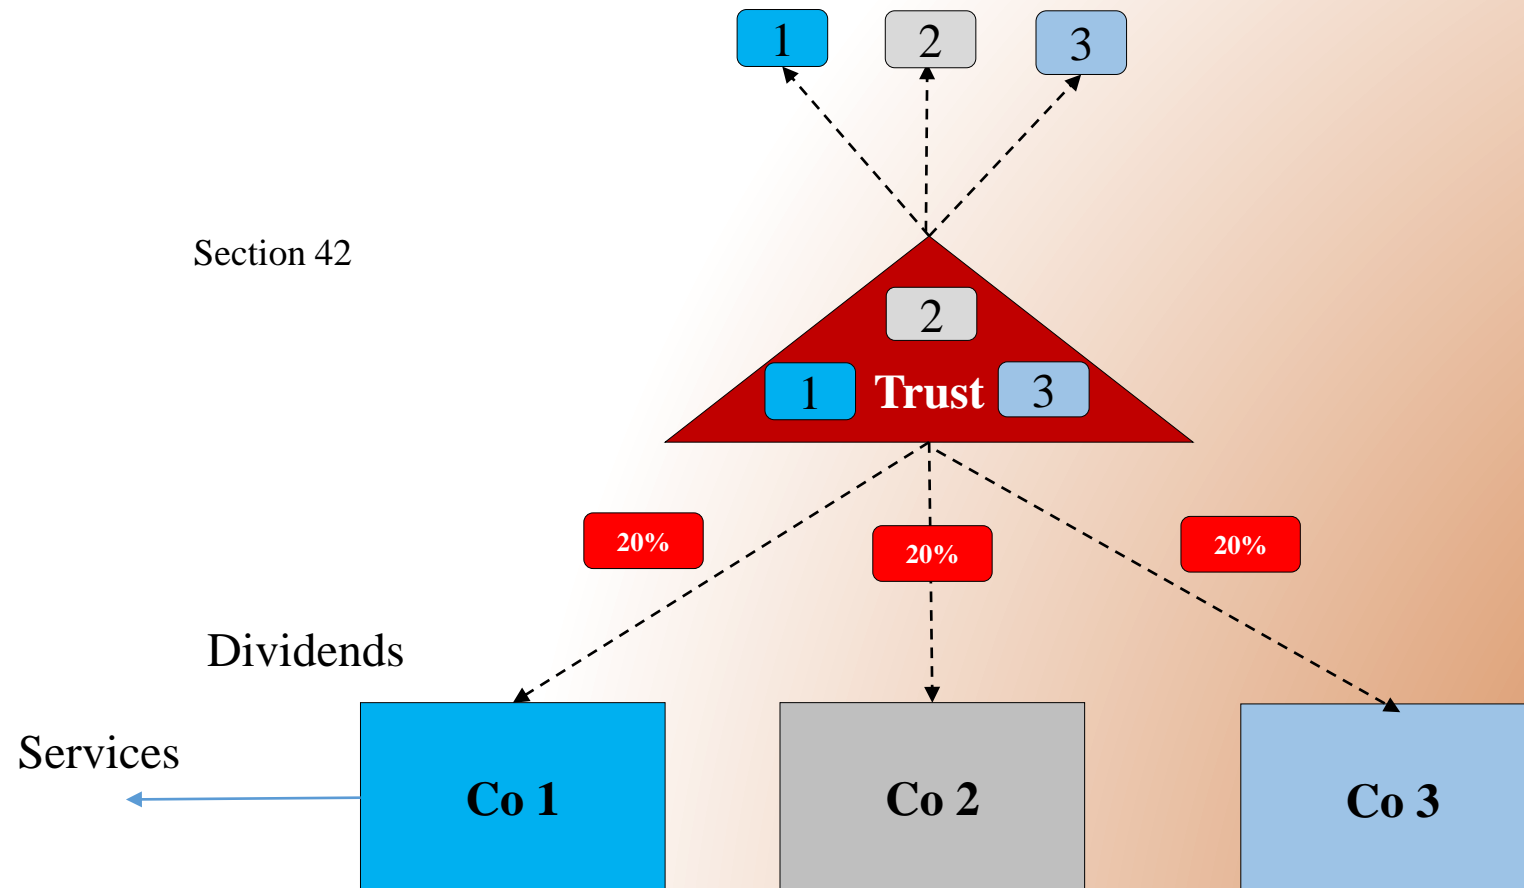 1
2
3
Section 42
2
1
Trust
3
20%
20%
20%
Dividends
Services
Co 1
Co 2
Co 3